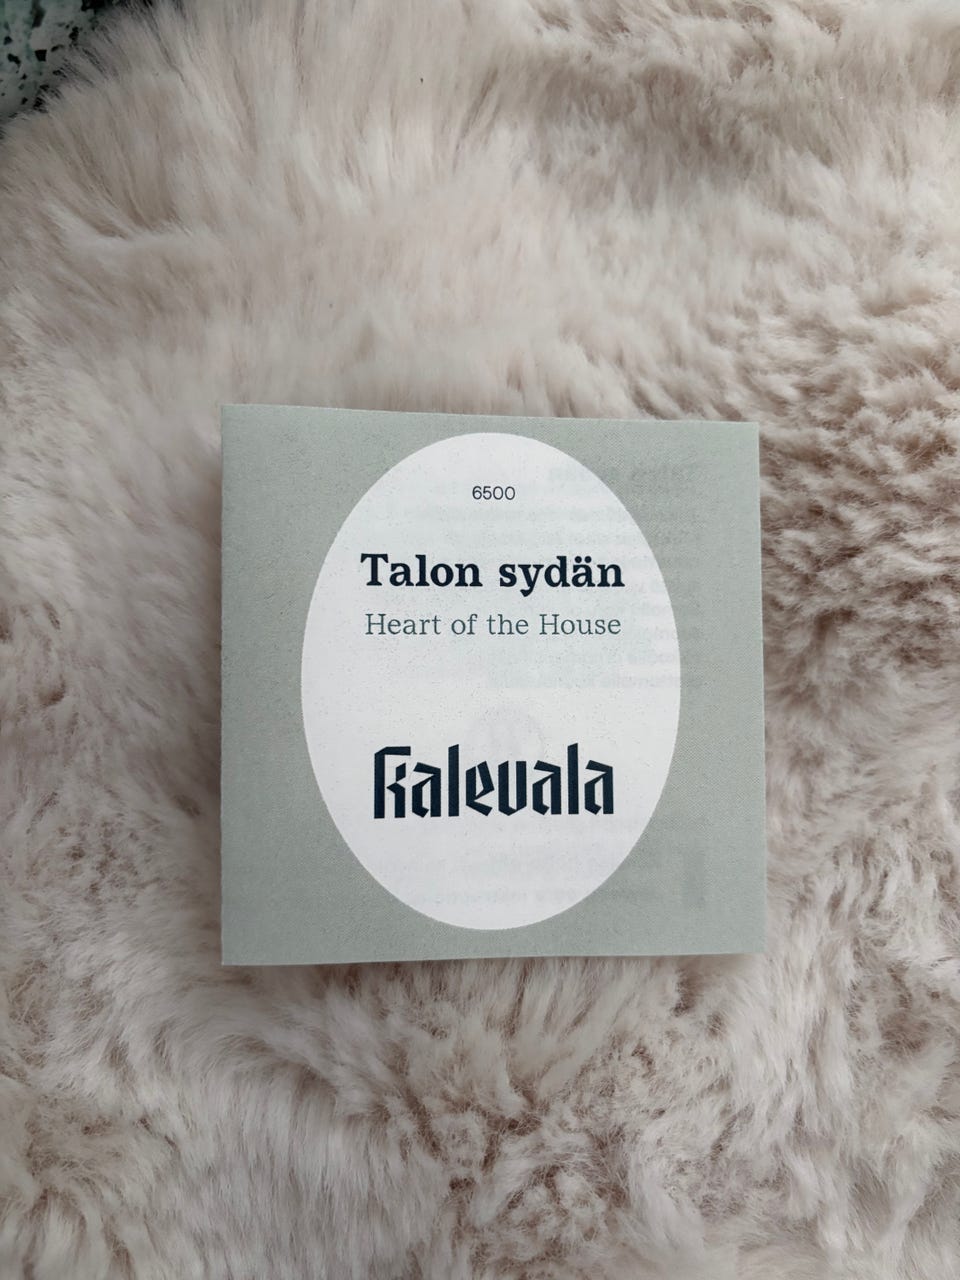 6500
Talon sydän
Heart of the House
Kalevala